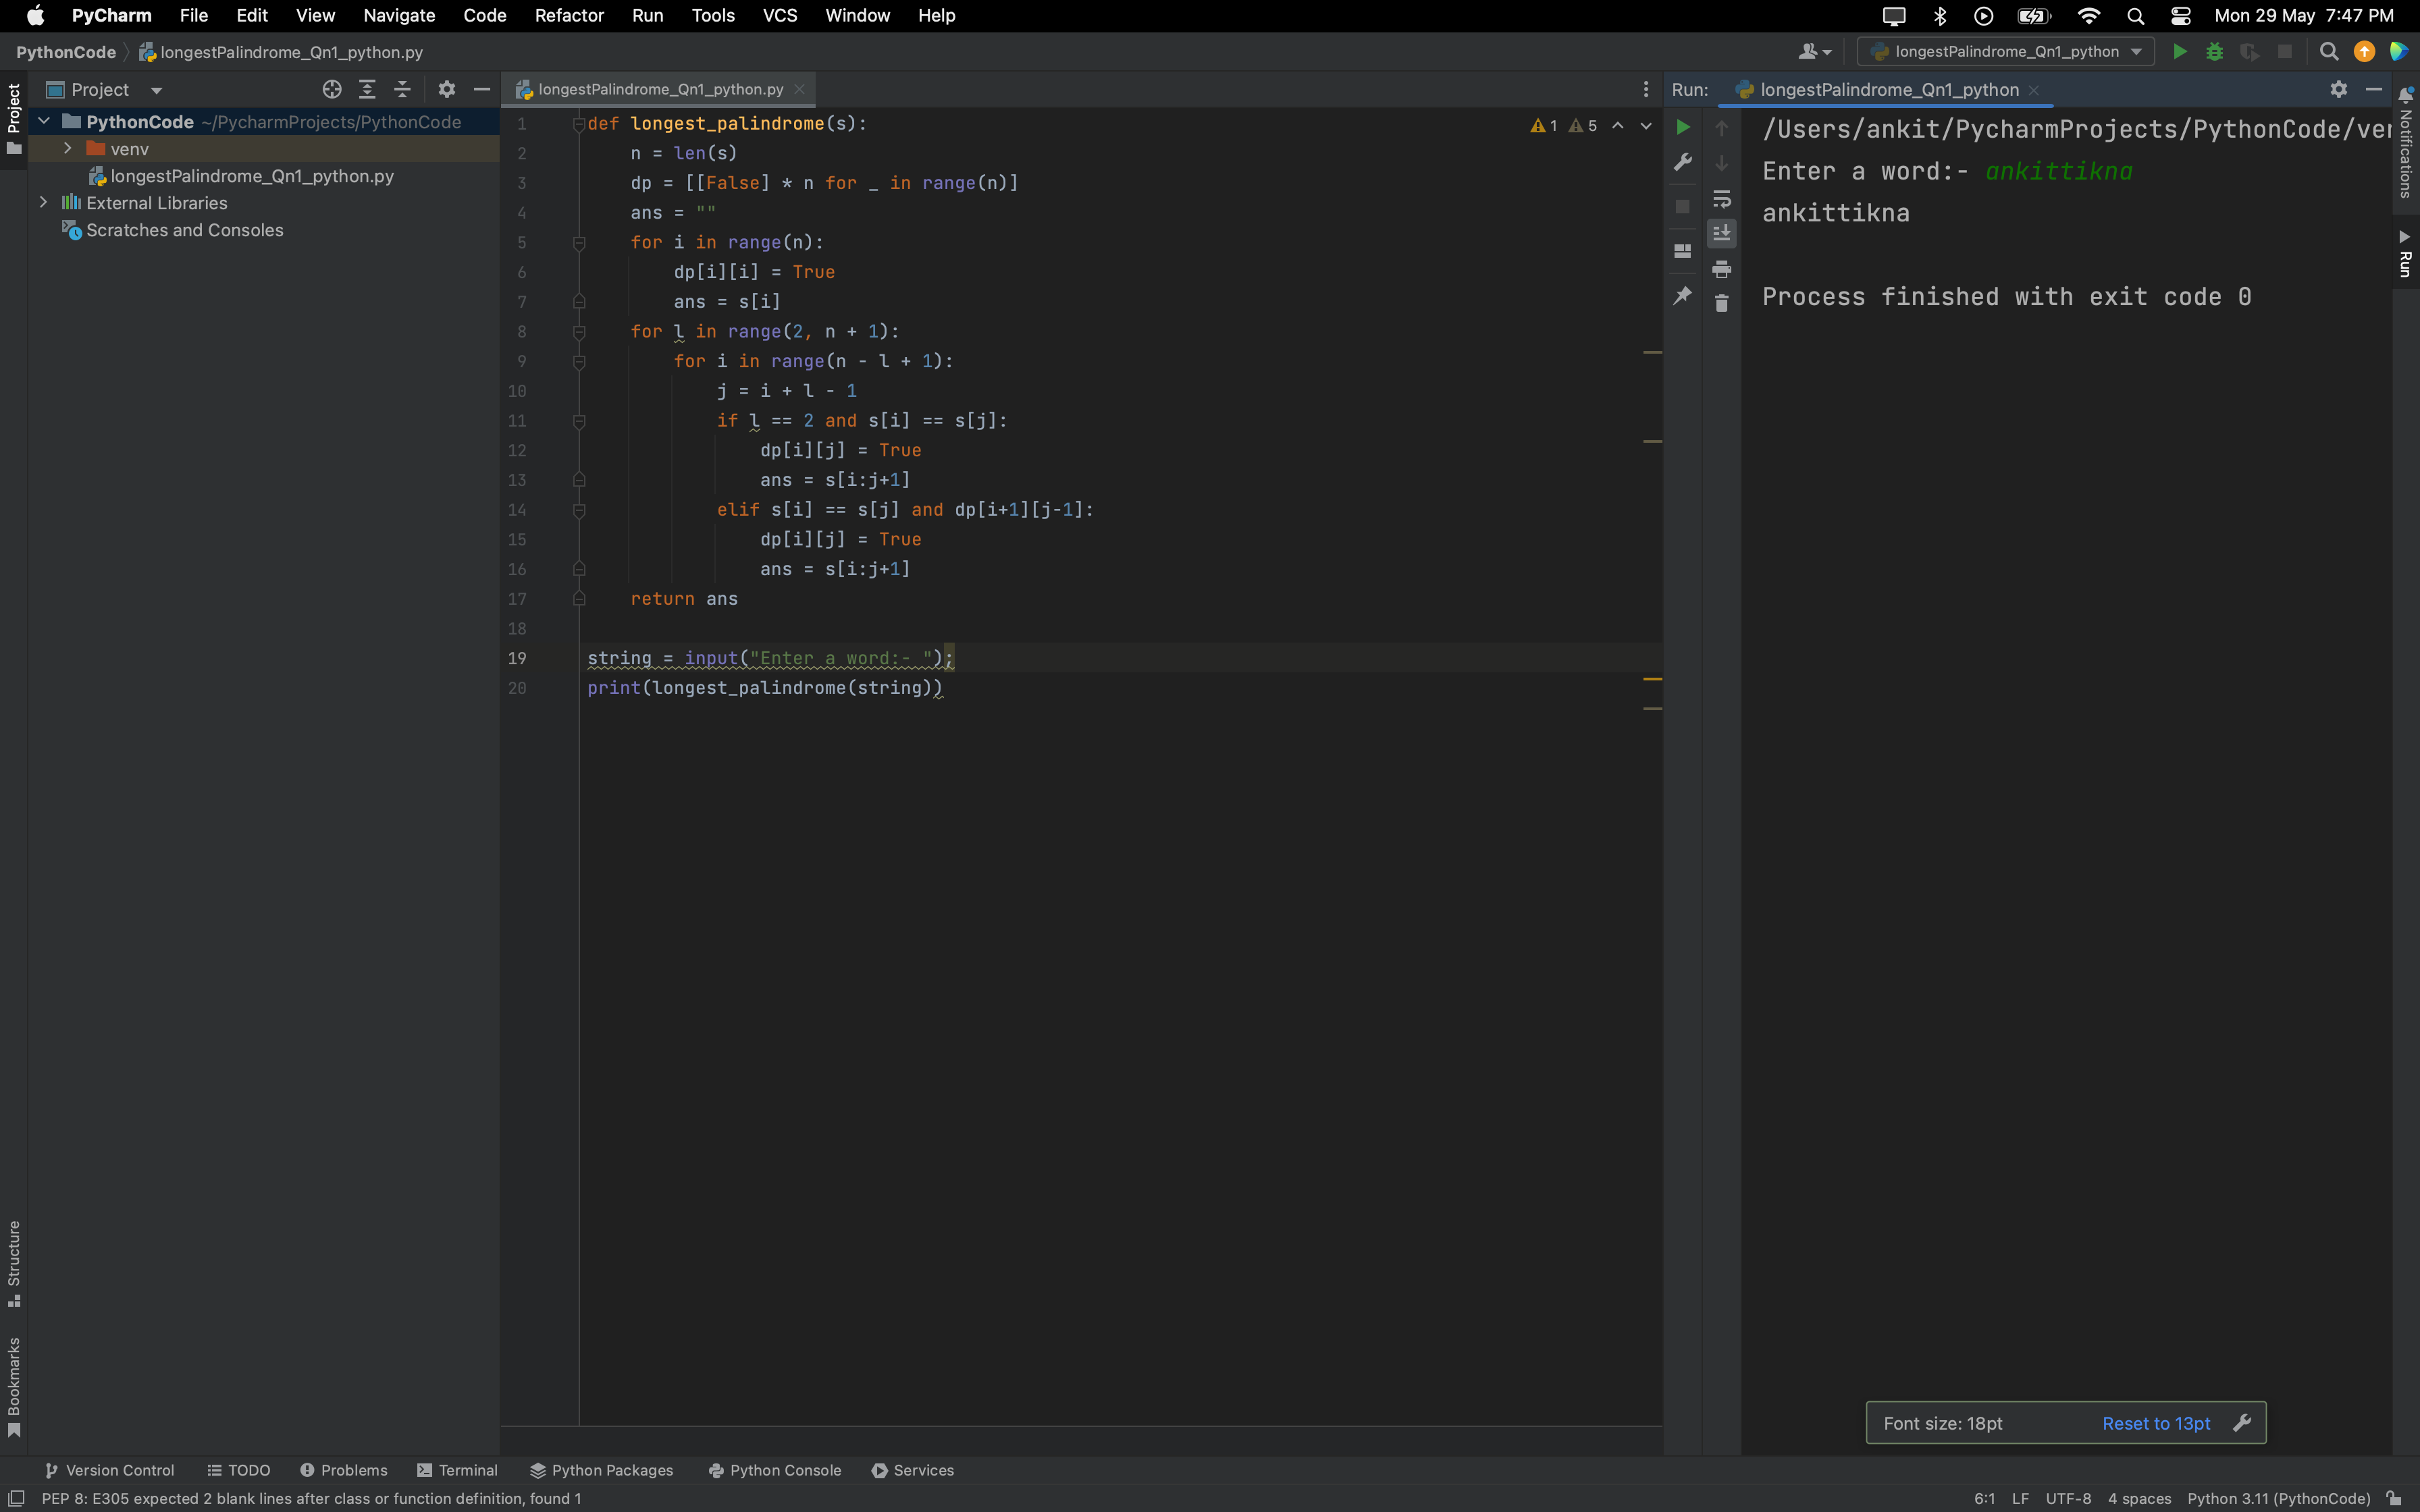 PyCharm File Edit View Navigate Code Refactor Run Tools VCS Window Help Mon 29 May 7:47 PM
PythonCode longestPalindrome_Qn1_python.py longestPalindrome_Qn1_python
Project
Project
PythonCode ~/PycharmProjects/PythonCode
venv
longestPalindrome_Qn1_python.py
External Libraries
Scratches and Consoles
Structure
Bookmarks
longestPalindrome_Qn1_python.py
1 5
1 def longest_palindrome(s):
2 n = len(s)
3 dp = [[False] * n for _ in range(n)]
4 ans = ""
5 for i in range(n):
6 dp[i][i] = True
7 ans = s[i]
8 for l in range(2, n + 1):
9 for i in range(n - l + 1):
10 j = i + l - 1
11 if l == 2 and s[i] == s[j]:
12 dp[i][j] = True
13 ans = s[i:j+1]
14 elif s[i] == s[j] and dp[i+1][j-1]:
15 dp[i][j] = True
16 ans = s[i:j+1]
17 return ans
18
19 string = input("Enter a word:- ");
20 print(longest_palindrome(string))
Run: longestPalindrome_Qn1_python
/Users/ankit/PycharmProjects/PythonCode/ve
Enter a word:- ankittikna
ankittikna
Process finished with exit code 0
Notifications
Run
Font size: 18pt Reset to 13pt
Version Control TODO Problems Terminal Python Packages Python Console Services
PEP 8: E305 expected 2 blank lines after class or function definition, found 1 6:1 LF UTF-8 4 spaces Python 3.11 (PythonCode)